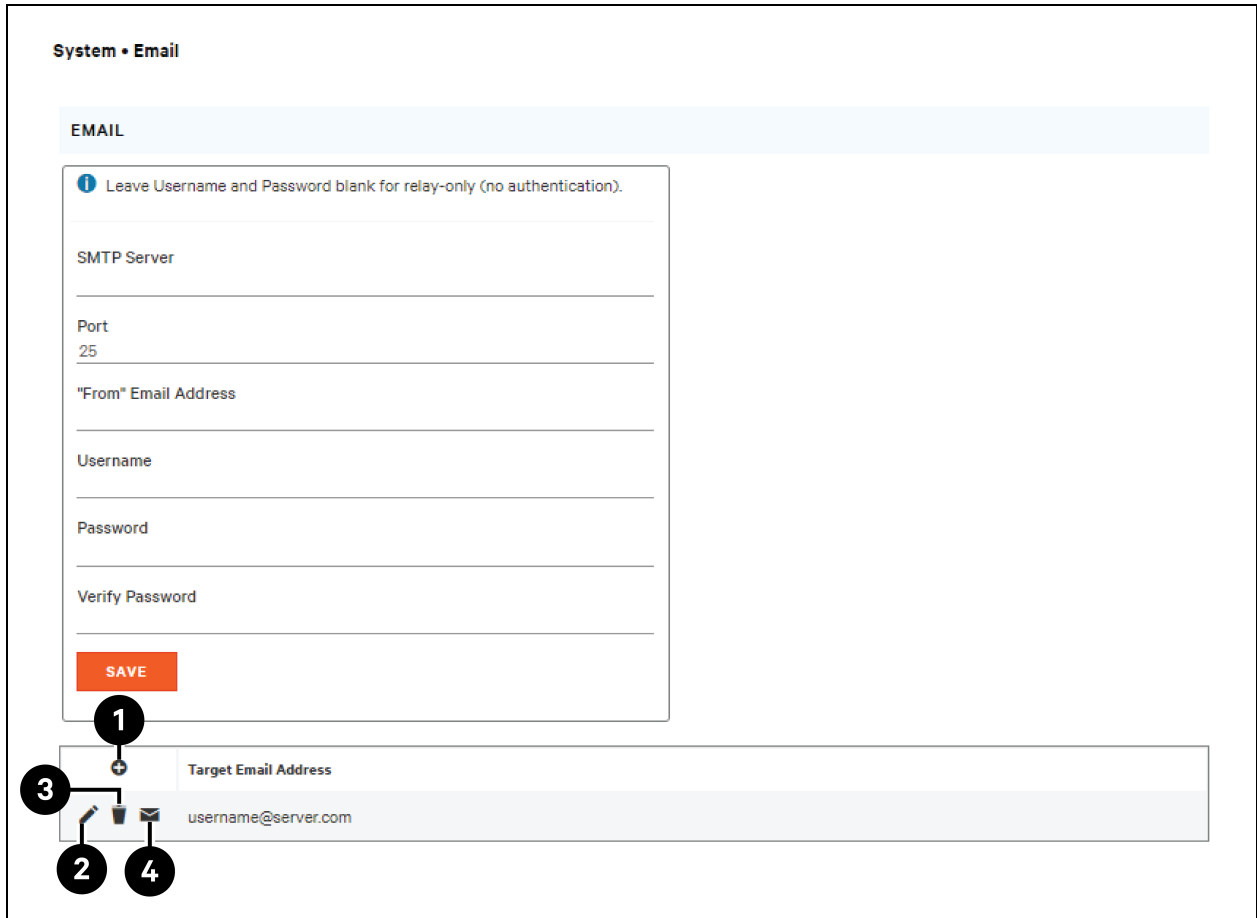 System • Email
EMAIL
Leave Username and Password blank for relay-only (no authentication).
SMTP Server
Port
25
"From" Email Address
Username
Password
Verify Password
SAVE
1
Target Email Address
3
username@server.com
2
4